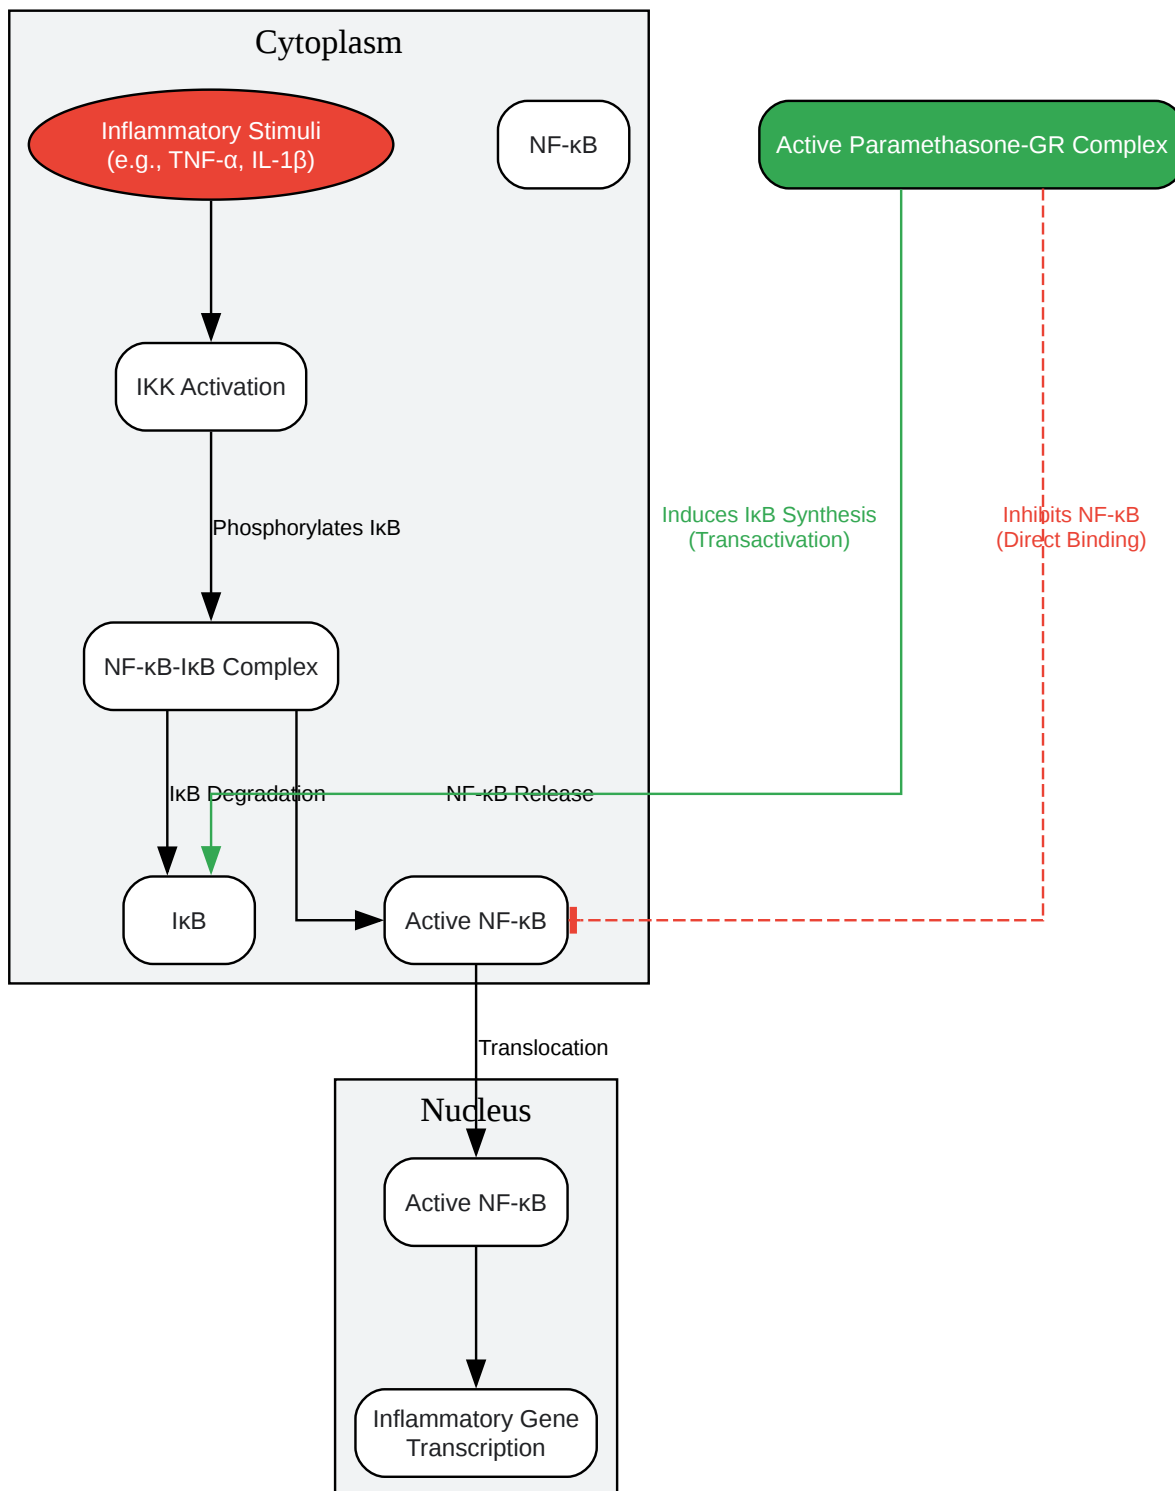 Cytoplasm
Inflammatory Stimuli
(e.g., TNF-α, IL-1β)
NF-κB
Active Paramethasone-GR Complex
IKK Activation
Phosphorylates IκB
Induces IκB Synthesis
(Transactivation)
Inhibits NF-κB
(Direct Binding)
NF-κB-IκB Complex
IκB Degradation
NF-κB Release
IκB
Active NF-κB
Translocation
Nucleus
Active NF-κB
Inflammatory Gene
Transcription